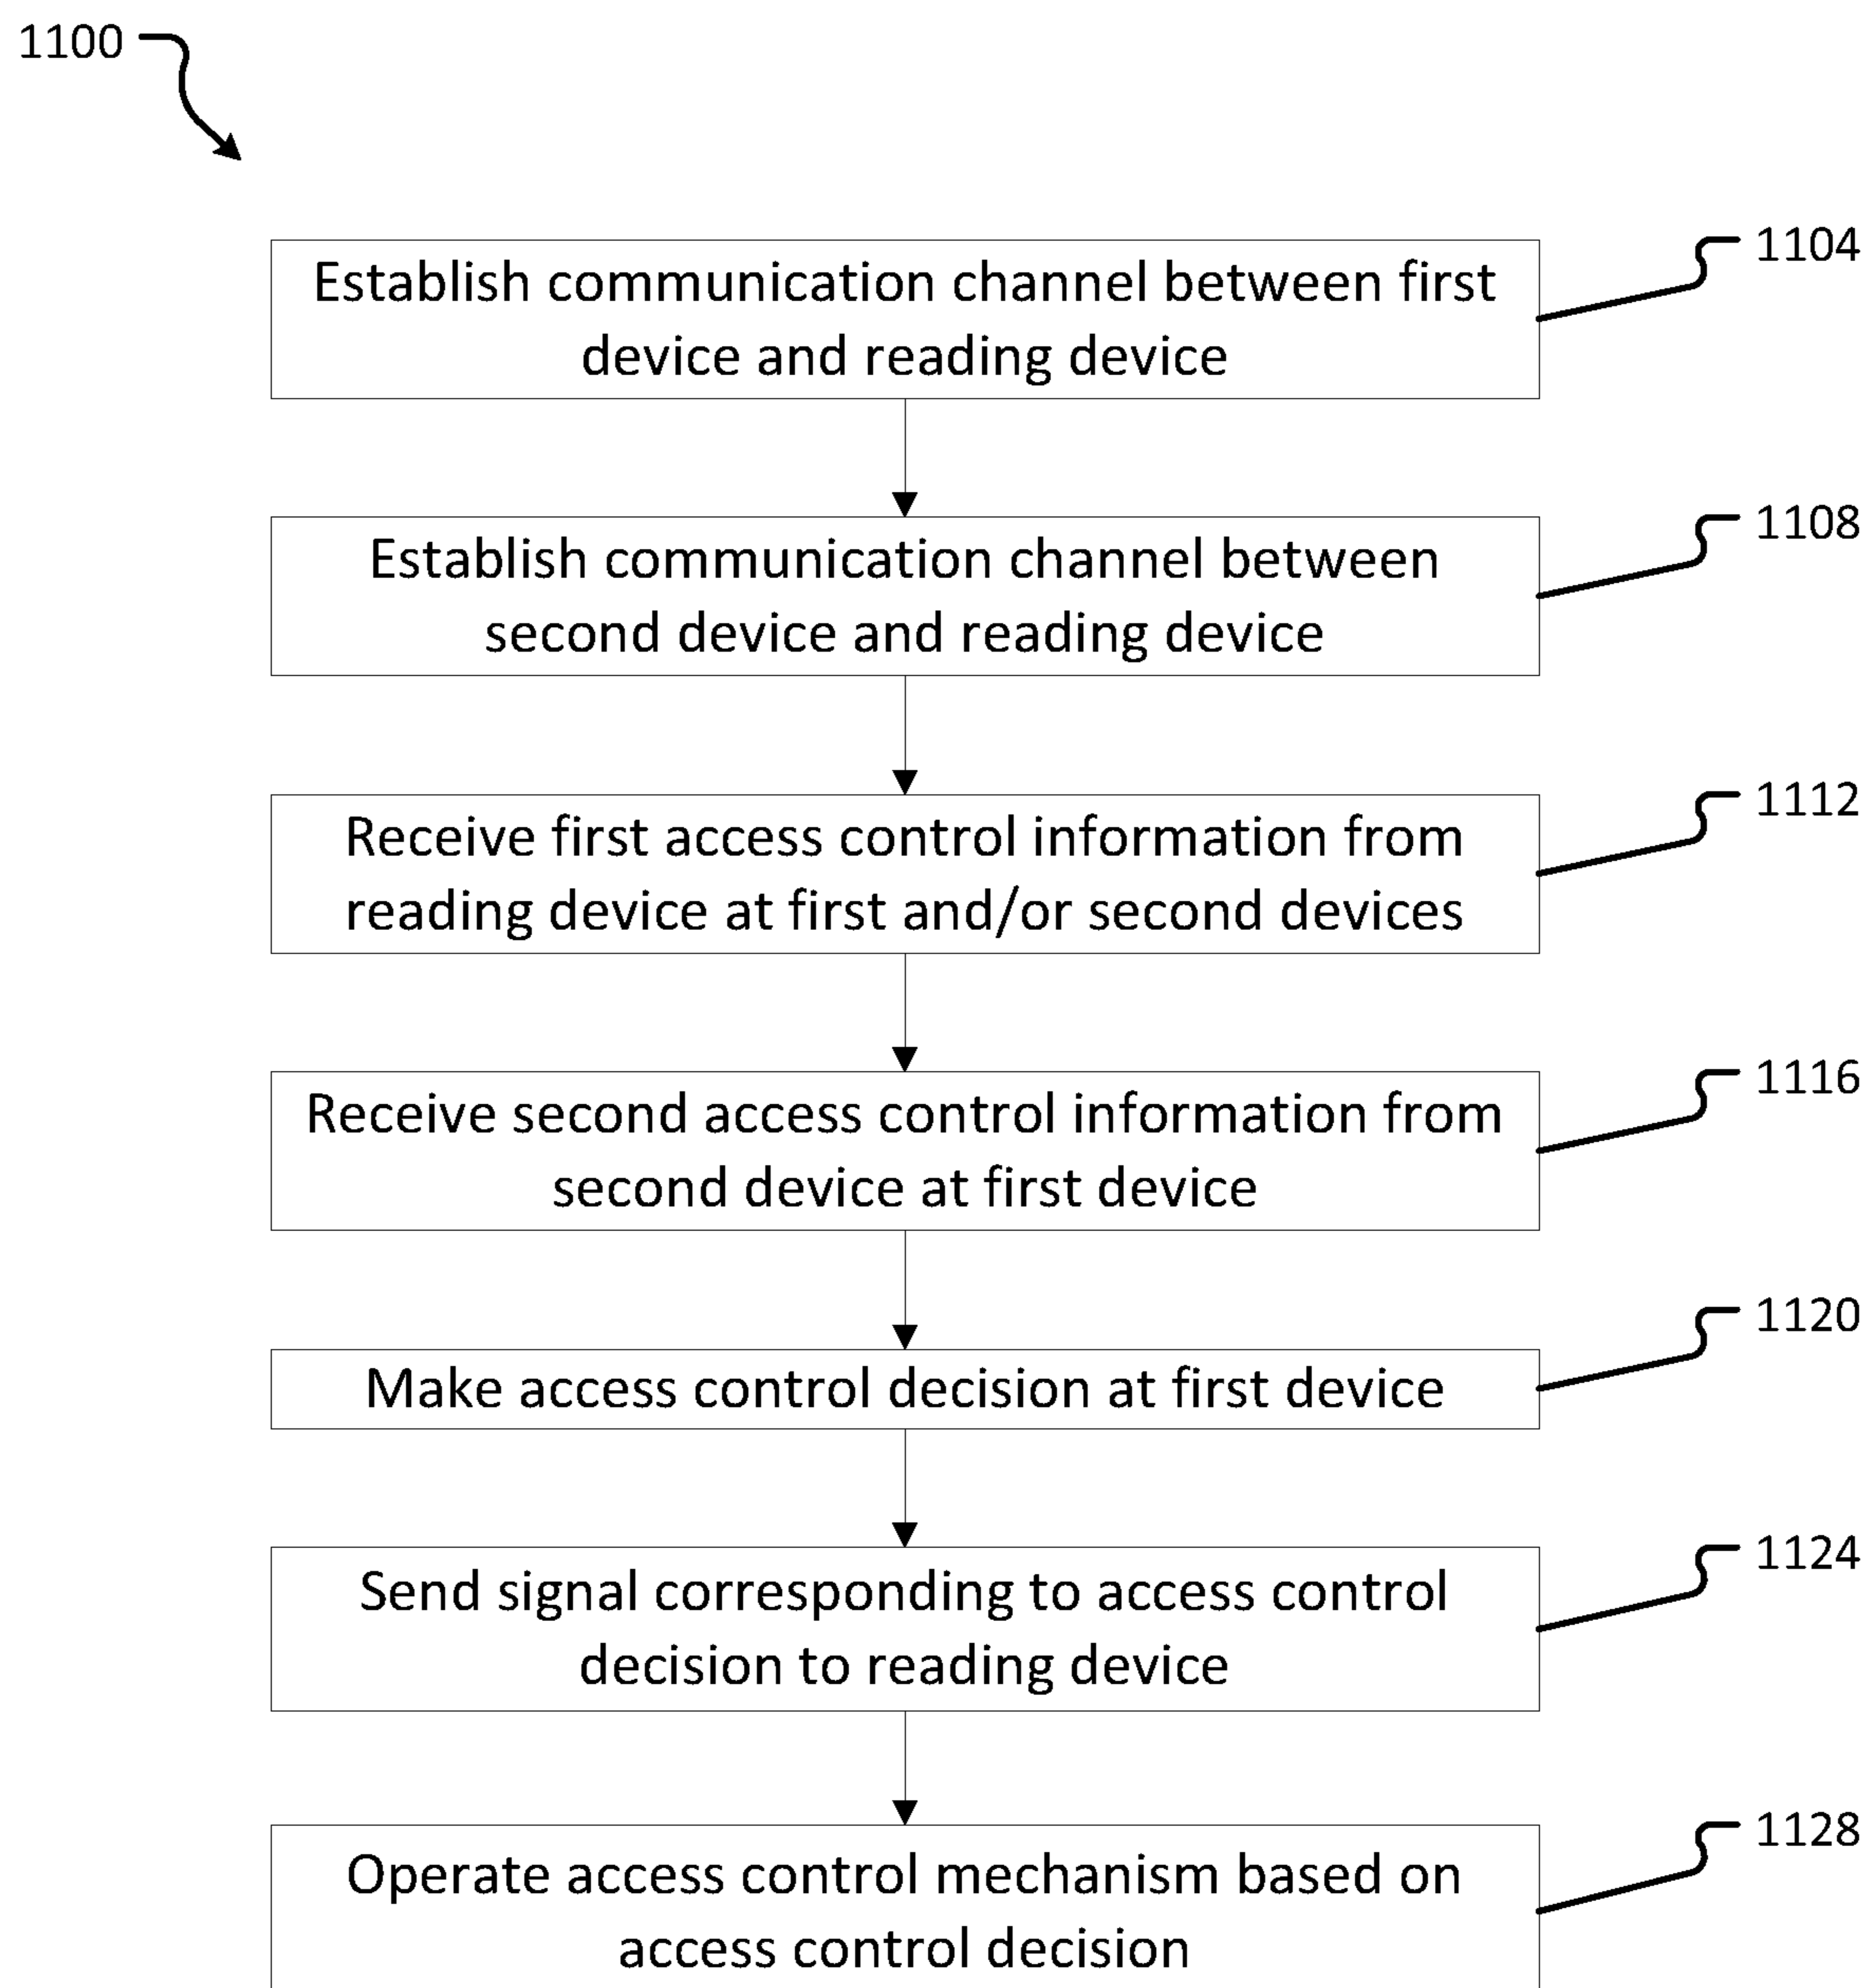 1100
1104
Establish communication channel between first
device and reading device
1108
Establish communication channel between
second device and reading device
1112
Receive first access control information from
reading device at first and/or second devices
1116
Receive second access control information from
second device at first device
1120
Make access control decision at first device
1124
Send signal corresponding to access control
decision to reading device
1128
Operate access control mechanism based on
access control decision